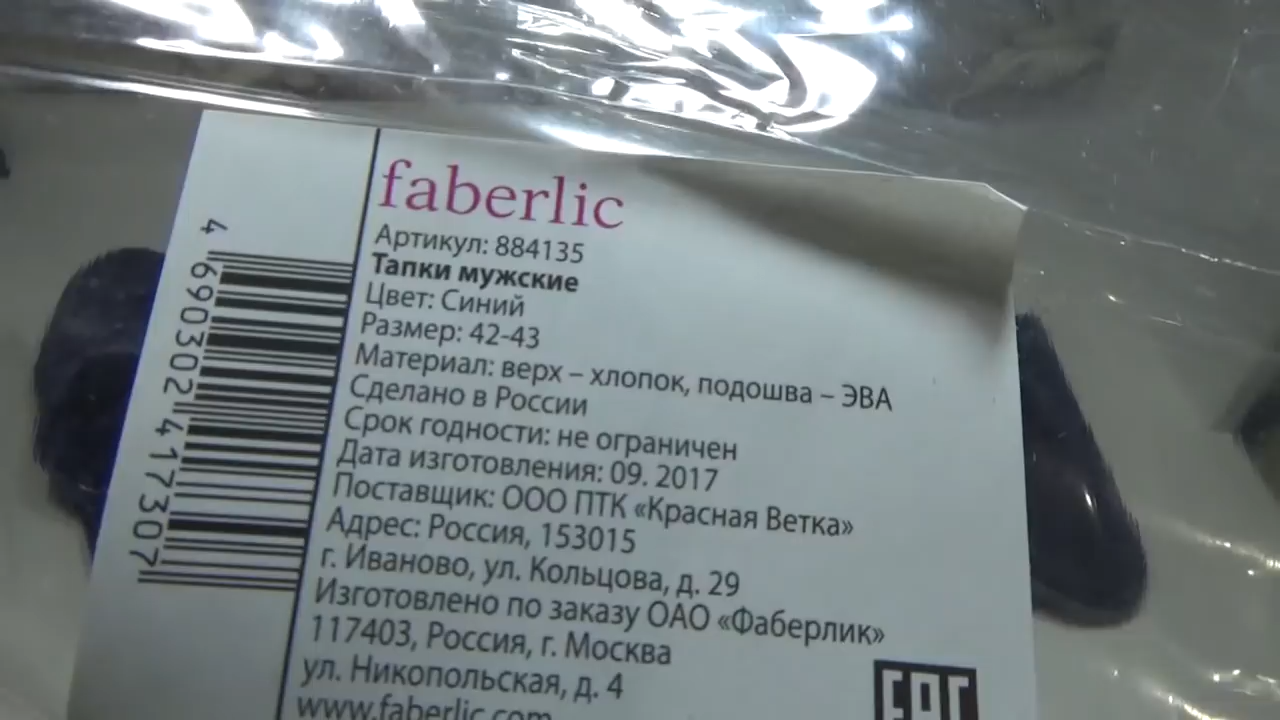 faberlic
Артикул: 884135
Тапки мужские
Цвет: Синий
Размер: 42-43
Материал: верх – хлопок, подошва – ЭВА
Сделано в России
Срок годности: не ограничен
Дата изготовления: 09. 2017
Поставщик: ООО ПТК «Красная Ветка»
Адрес: Россия, 153015
г. Иваново, ул. Кольцова, д. 29
Изготовлено по заказу ОАО «Фаберлик»
117403, Россия, г. Москва
ул. Никопольская, д. 4
www.faberlic.com
EAC
4 690302 417307